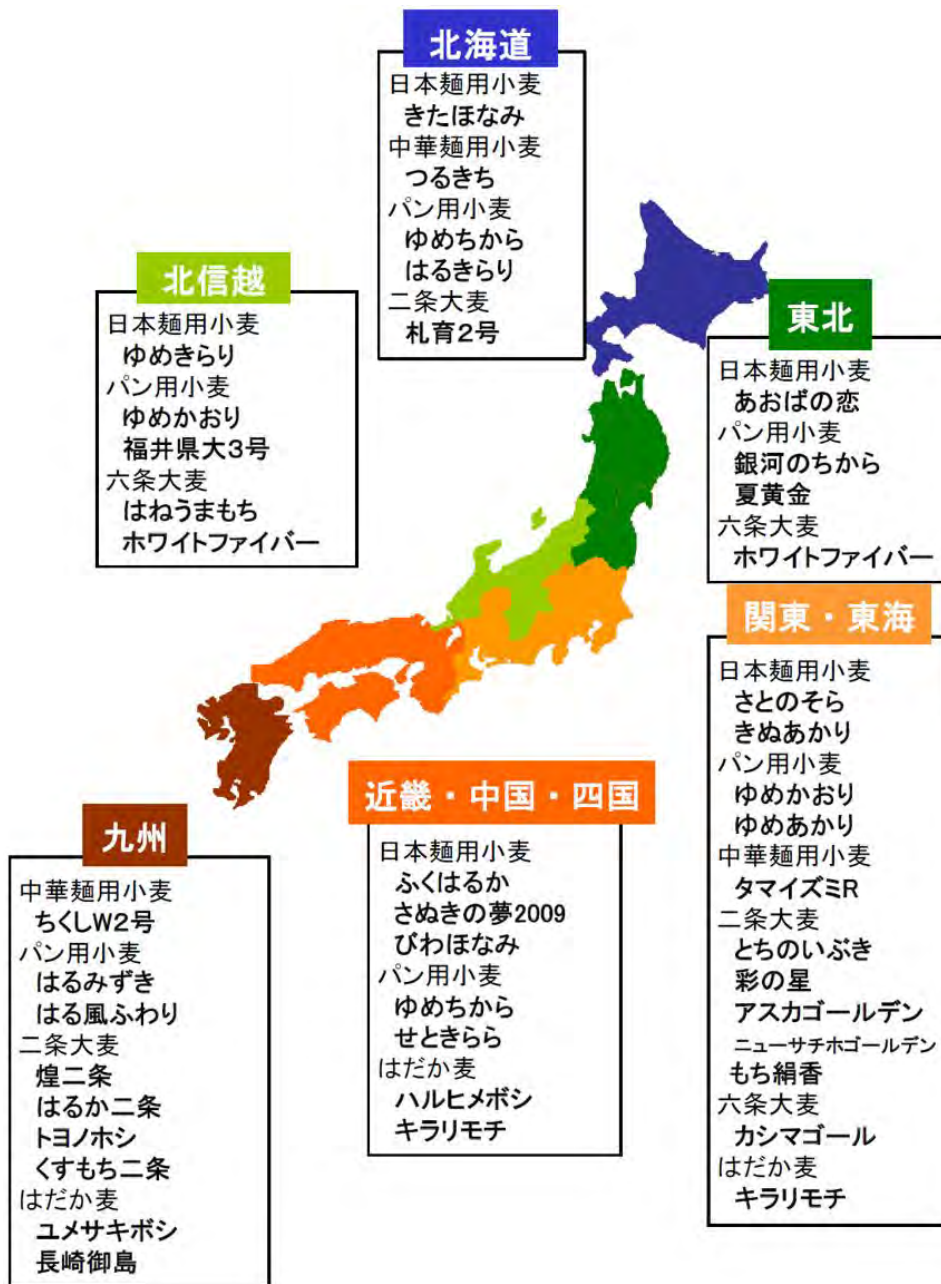 北海道
日本麺用小麦
きたほなみ
中華麺用小麦
つるきち
パン用小麦
ゆめちから
はるきらり
二条大麦
札育2号
北信越
日本麺用小麦
ゆめきらり
パン用小麦
ゆめかおり
福井県大3号
六条大麦
はねうまもち
ホワイトファイバー
東北
日本麺用小麦
あおばの恋
パン用小麦
銀河のちから
夏黄金
六条大麦
ホワイトファイバー
関東・東海
日本麺用小麦
さとのそら
きぬあかり
パン用小麦
ゆめかおり
ゆめあかり
中華麺用小麦
タマイズミR
二条大麦
とちのいぶき
彩の星
アスカゴールデン
ニューサチホゴールデン
もち絹香
六条大麦
カシマゴール
はだか麦
キラリモチ
近畿・中国・四国
日本麺用小麦
ふくはるか
さぬきの夢2009
びわほなみ
パン用小麦
ゆめちから
せときらら
はだか麦
ハルヒメボシ
キラリモチ
九州
中華麺用小麦
ちくしW2号
パン用小麦
はるみずき
はる風ふわり
二条大麦
煌二条
はるか二条
トヨノホシ
くすもち二条
はだか麦
ユメサキボシ
長崎御島